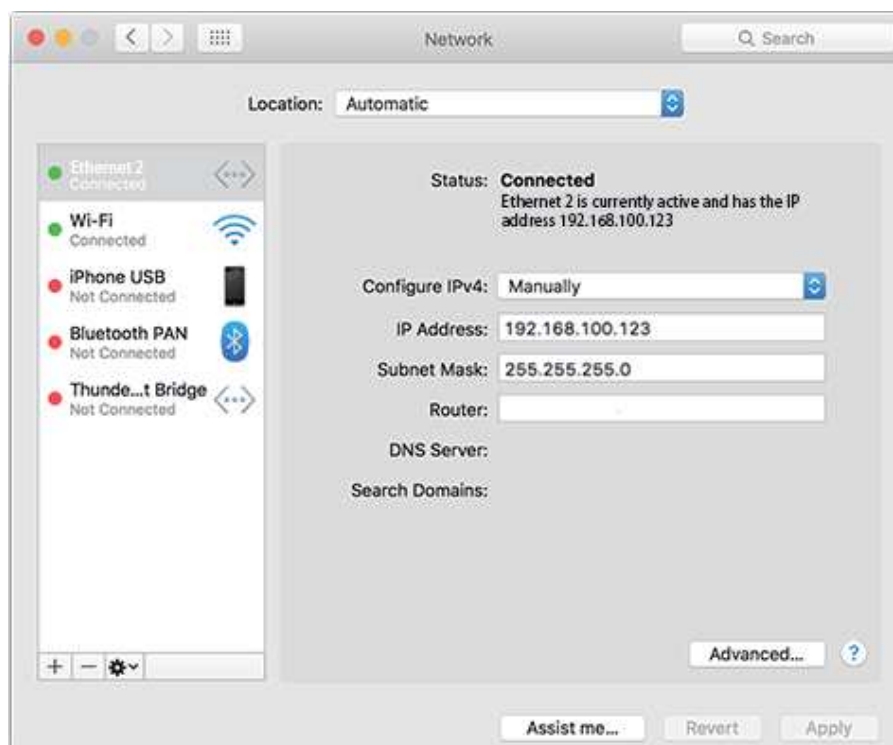 Network
Search
Location: Automatic
Ethernet 2
Connected
Wi-Fi
Connected
iPhone USB
Not Connected
Bluetooth PAN
Not Connected
Thunde...t Bridge
Not Connected
Status: Connected
Ethernet 2 is currently active and has the IP
address 192.168.100.123
Configure IPv4: Manually
IP Address: 192.168.100.123
Subnet Mask: 255.255.255.0
Router:
DNS Server:
Search Domains:
Advanced... ?
Assist me... Revert Apply